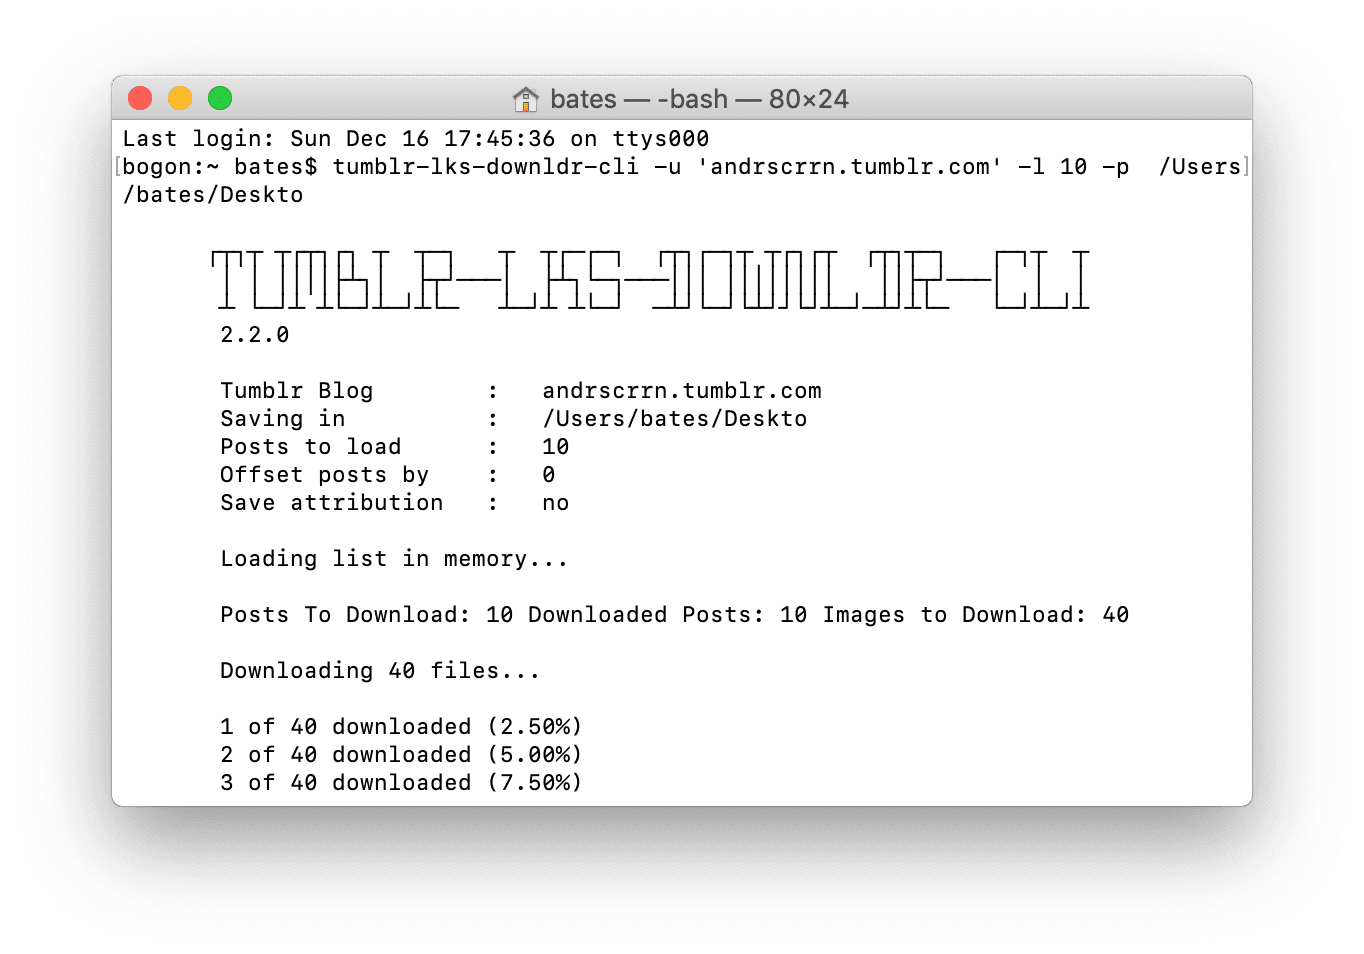 bates — -bash — 80×24
Last login: Sun Dec 16 17:45:36 on ttys000
[bogon:~ bates$ tumblr-lks-downldr-cli -u 'andrscrrn.tumblr.com' -l 10 -p  /Users]
/bates/Deskto
TUMBLR-LKS-DOWNLDR-CLI
2.2.0
Tumblr Blog : andrscrrn.tumblr.com
Saving in : /Users/bates/Deskto
Posts to load : 10
Offset posts by : 0
Save attribution : no
Loading list in memory...
Posts To Download: 10 Downloaded Posts: 10 Images to Download: 40
Downloading 40 files...
1 of 40 downloaded (2.50%)
2 of 40 downloaded (5.00%)
3 of 40 downloaded (7.50%)